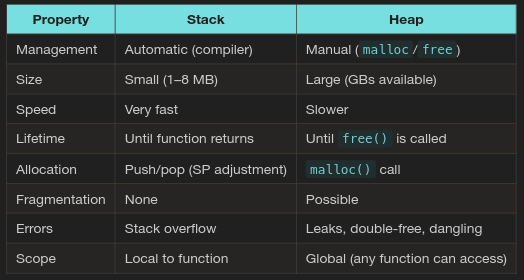 Property Stack Heap
Management Automatic (compiler) Manual (malloc/free)
Size Small (1–8 MB) Large (GBs available)
Speed Very fast Slower
Lifetime Until function returns Until free() is called
Allocation Push/pop (SP adjustment) malloc() call
Fragmentation None Possible
Errors Stack overflow Leaks, double-free, dangling
Scope Local to function Global (any function can access)